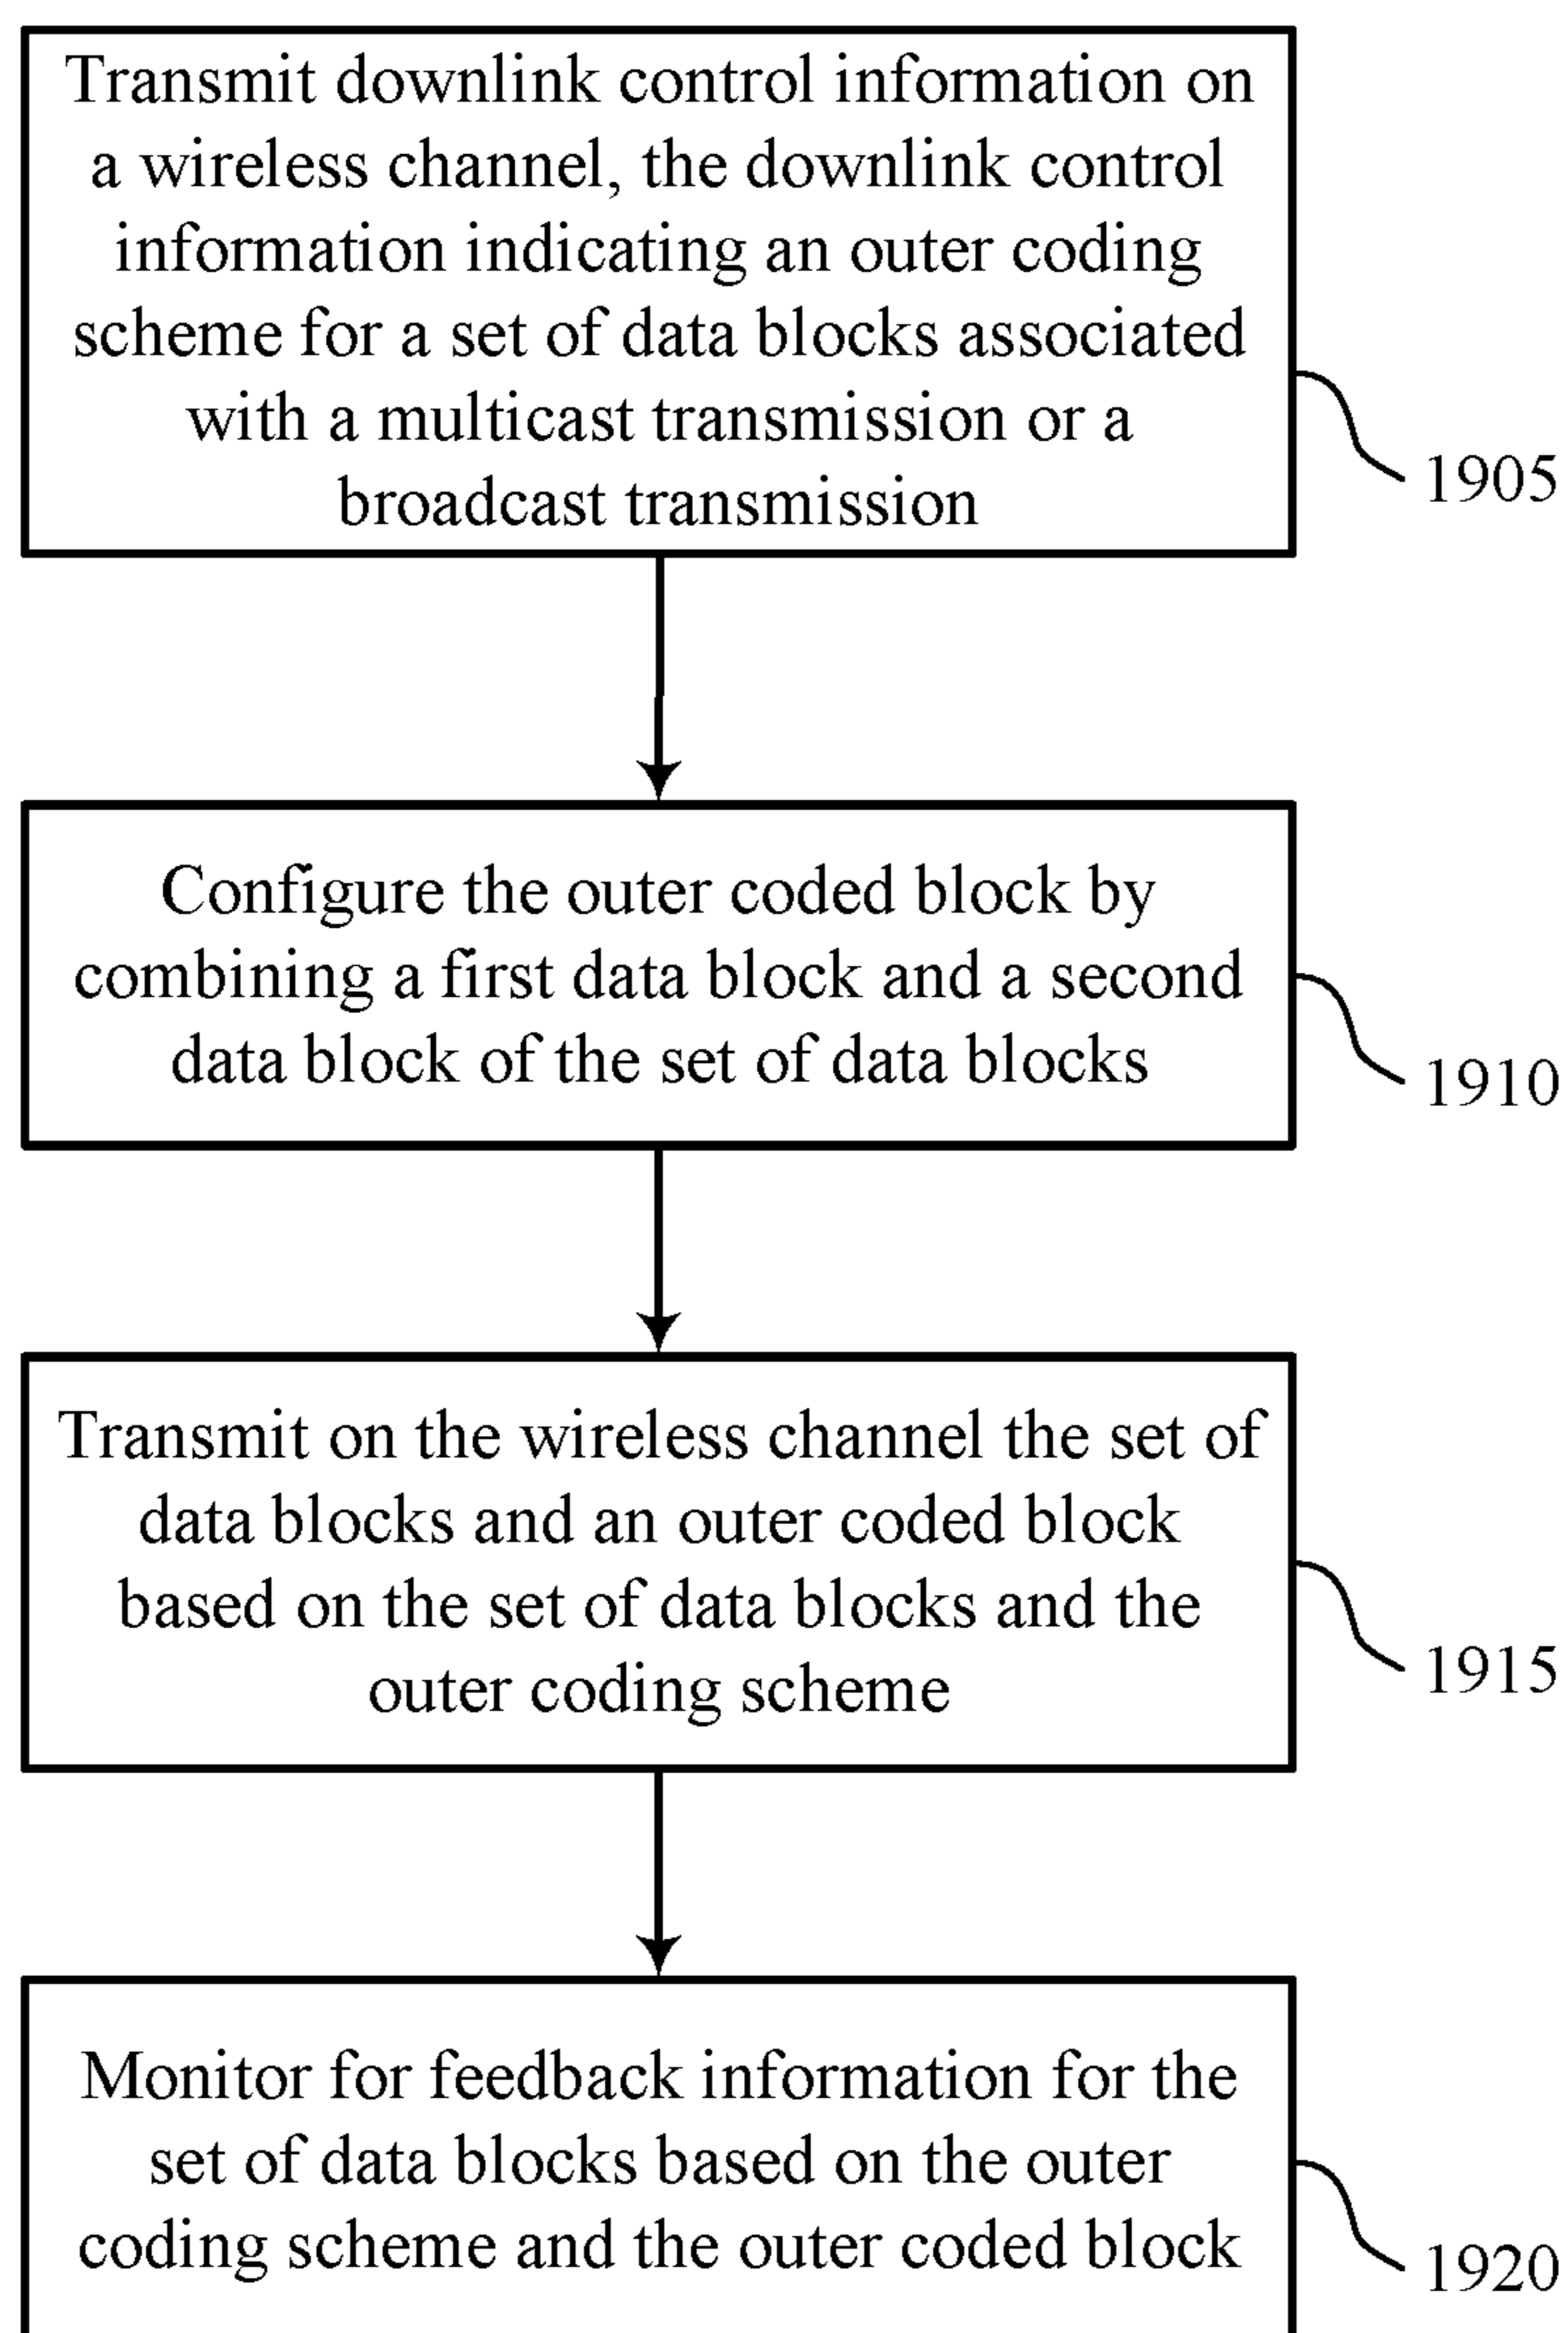 Transmit downlink control information on
a wireless channel, the downlink control
information indicating an outer coding
scheme for a set of data blocks associated
with a multicast transmission or a
broadcast transmission
1905
Configure the outer coded block by
combining a first data block and a second
data block of the set of data blocks
1910
Transmit on the wireless channel the set of
data blocks and an outer coded block
based on the set of data blocks and the
outer coding scheme
1915
Monitor for feedback information for the
set of data blocks based on the outer
coding scheme and the outer coded block
1920